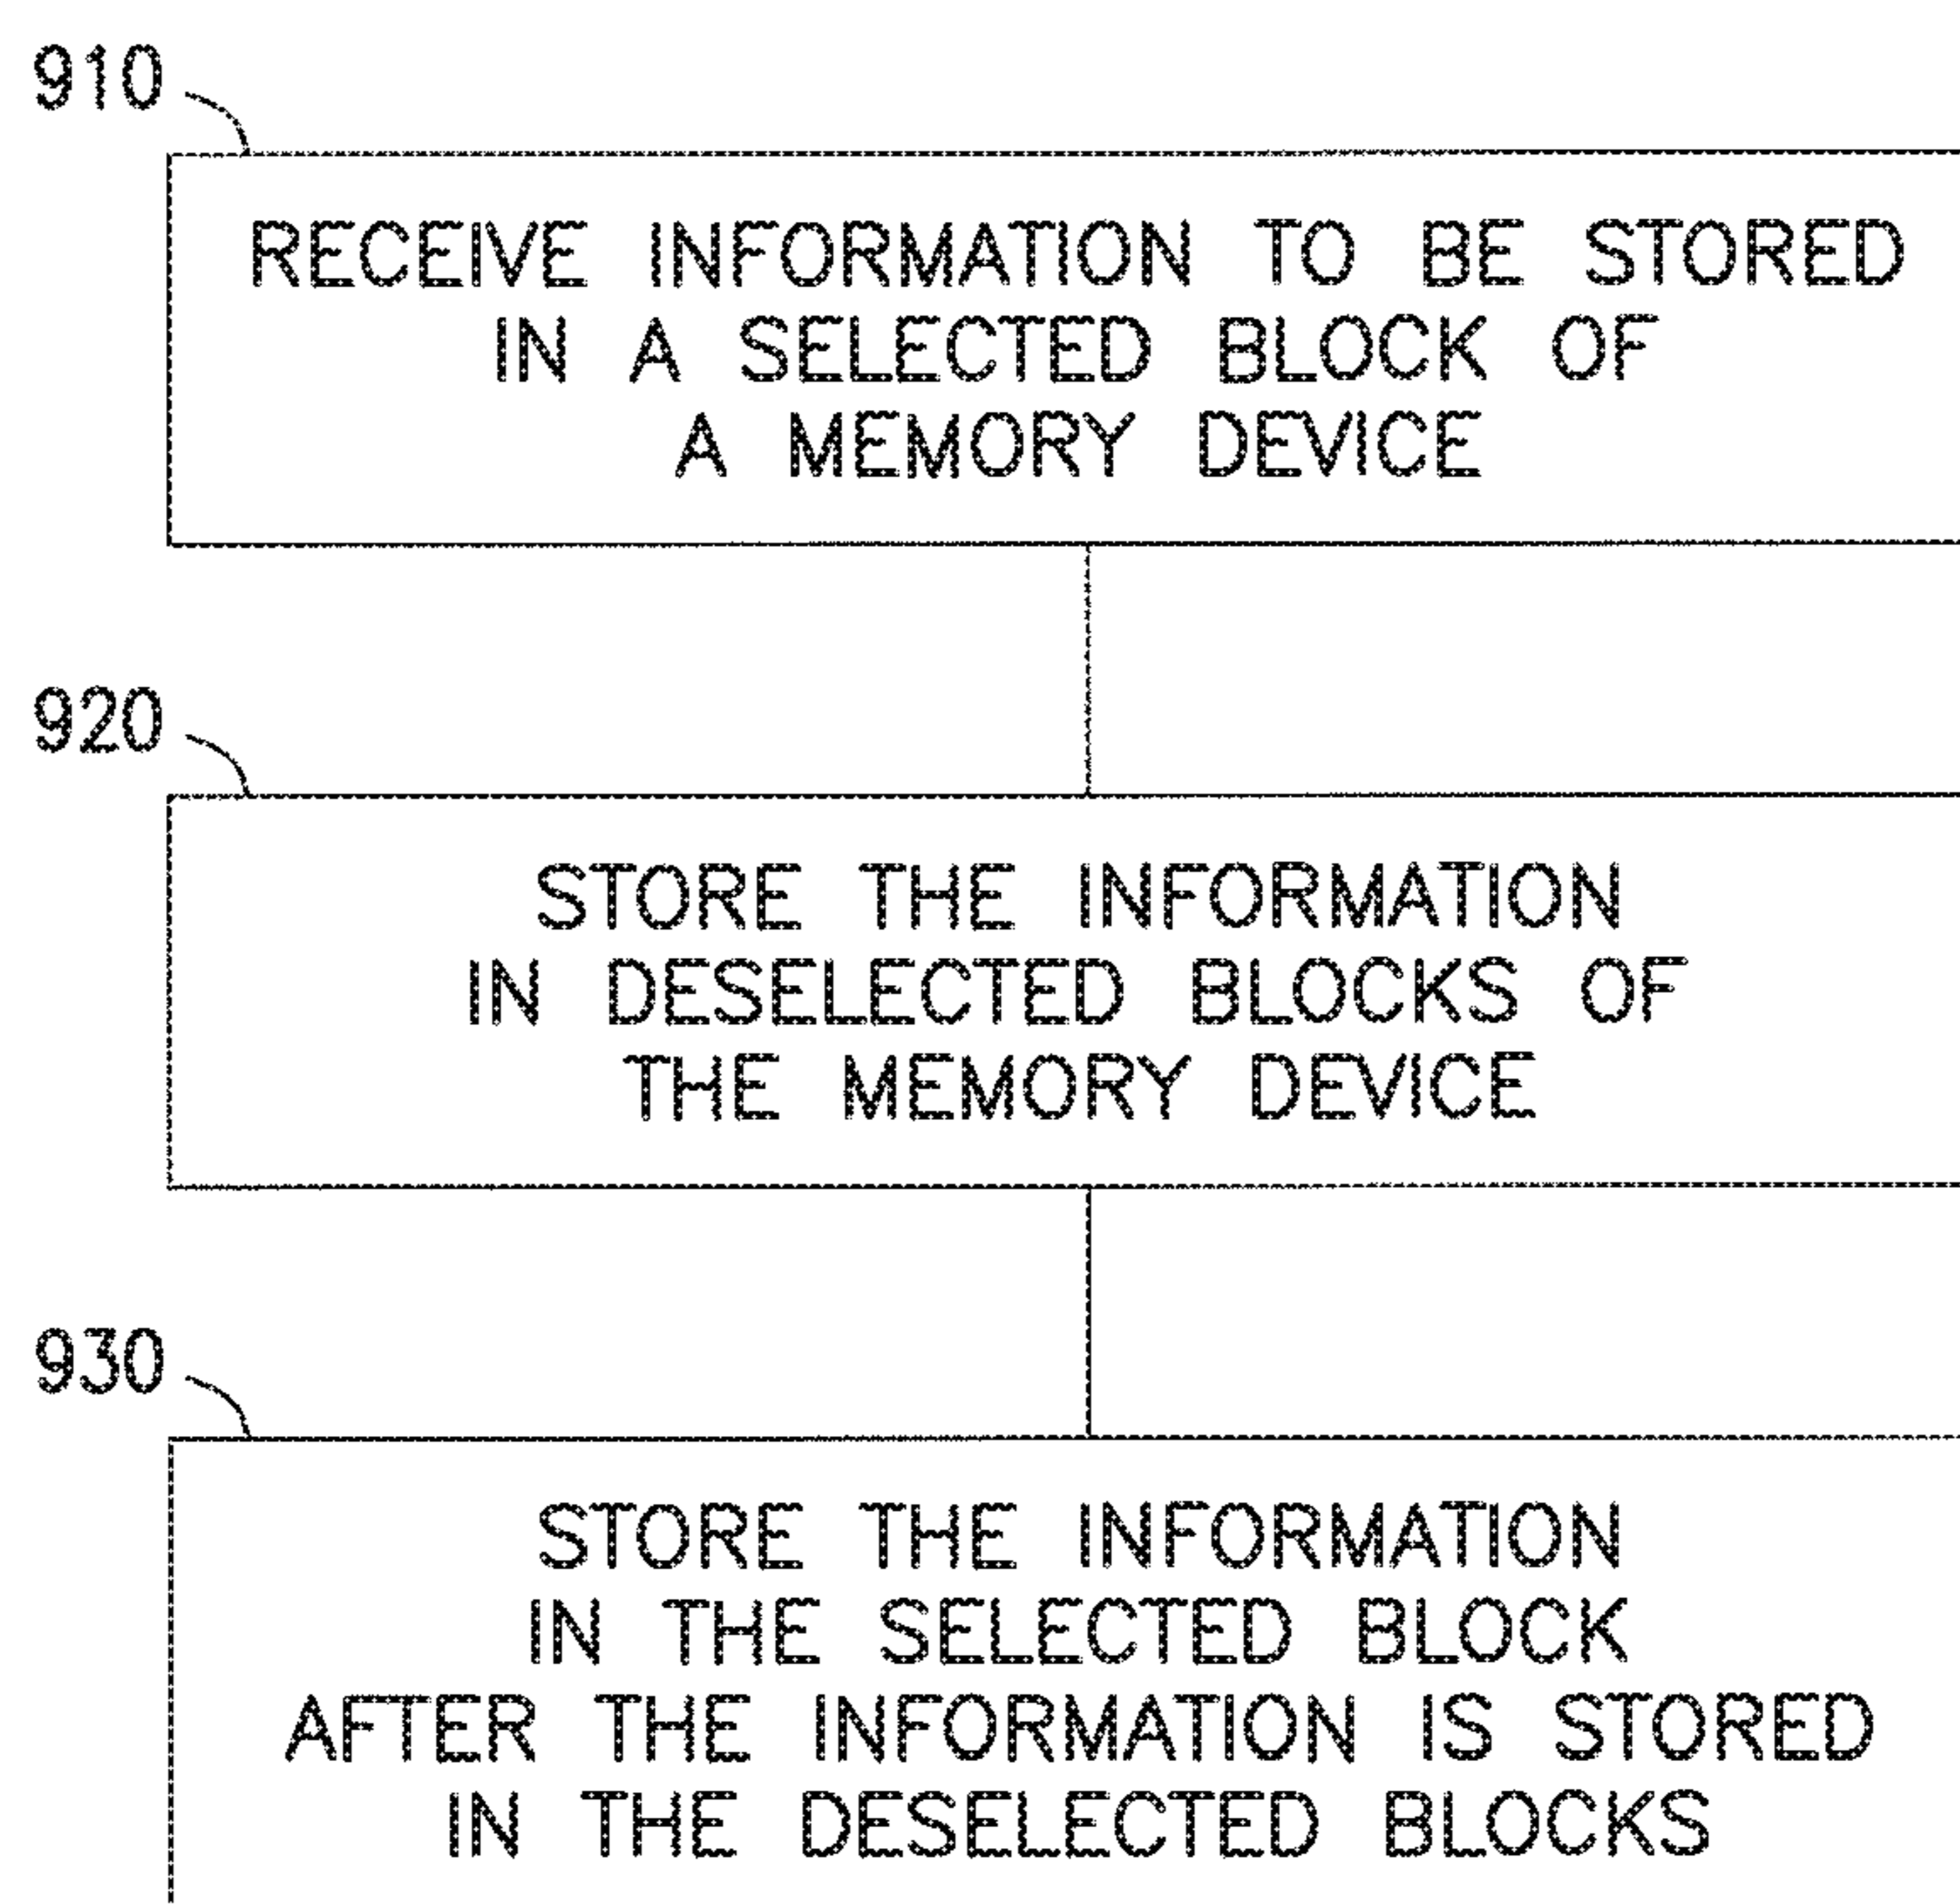 910
RECEIVE INFORMATION TO BE STORED
IN A SELECTED BLOCK OF
A MEMORY DEVICE
920
STORE THE INFORMATION
IN DESELECTED BLOCKS OF
THE MEMORY DEVICE
930
STORE THE INFORMATION
IN THE SELECTED BLOCK
AFTER THE INFORMATION IS STORED
IN THE DESELECTED BLOCKS